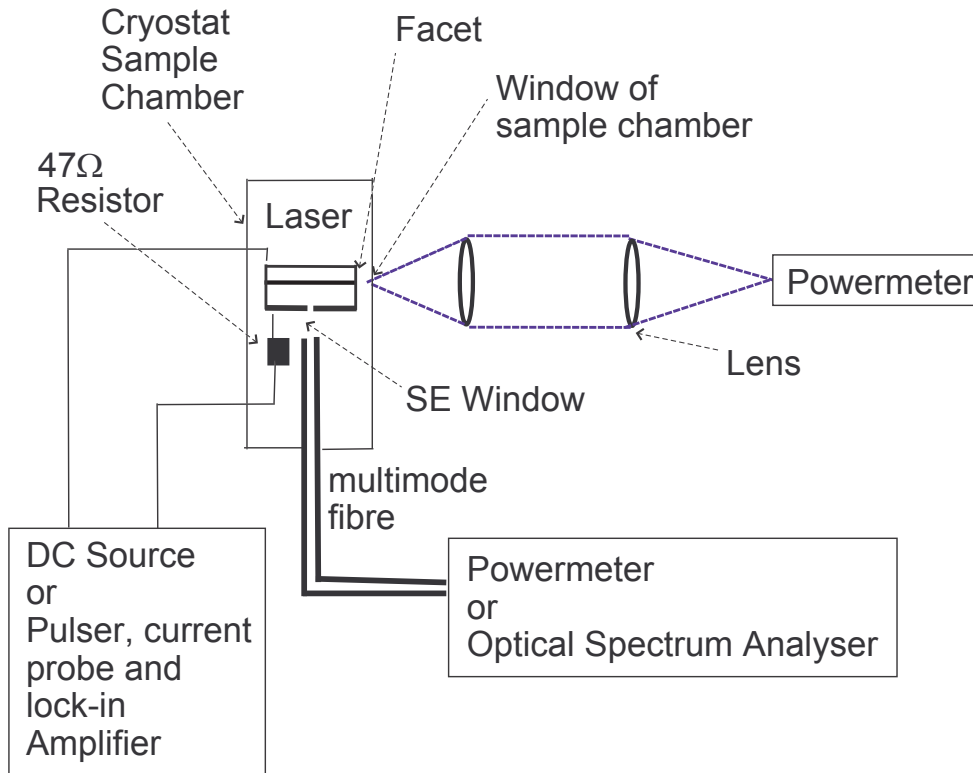 Cryostat
Sample
Chamber
Facet
Window of
sample chamber
47Ω
Resistor
Laser
Powermeter
Lens
SE Window
multimode
fibre
DC Source
or
Pulser, current
probe and
lock-in
Amplifier
Powermeter
or
Optical Spectrum Analyser